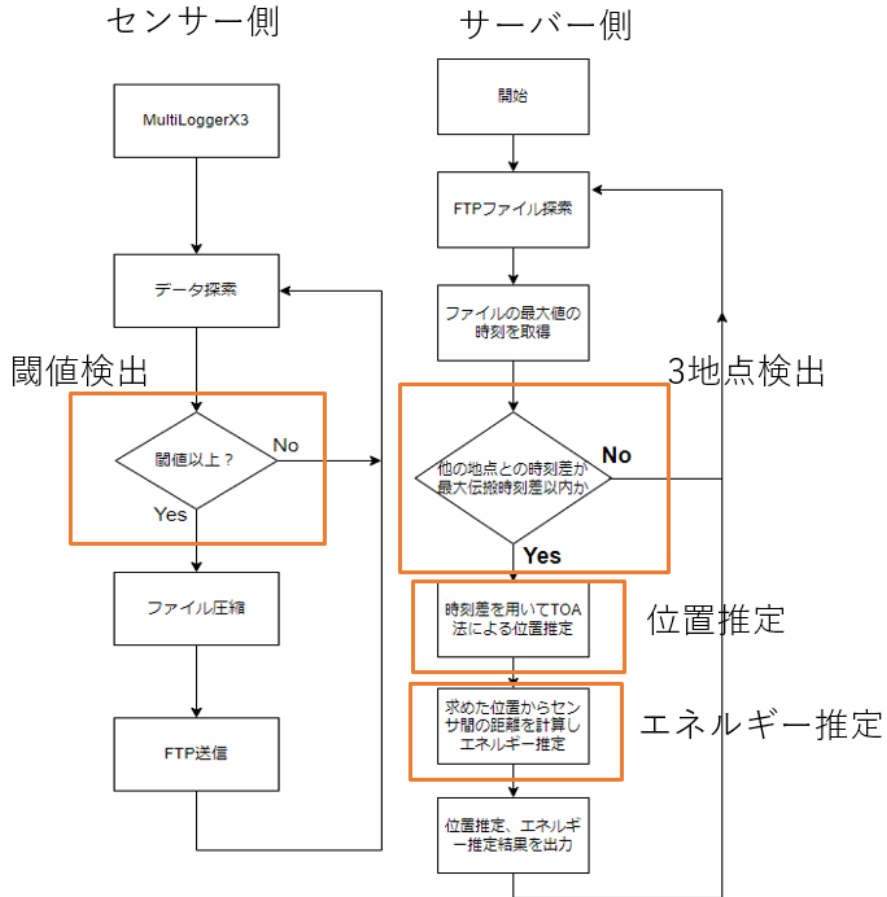 センサー側
サーバー側
MultiLoggerX3
データ探索
閾値検出
閾値以上？
No
Yes
ファイル圧縮
FTP送信
開始
FTPファイル探索
ファイルの最大値の
時刻を取得
3地点検出
他の地点との時刻差が
最大伝搬時刻差以内か
No
Yes
時刻差を用いてTOA
法による位置推定
位置推定
求めた位置からセン
サ間の距離を計算し
エネルギー推定
エネルギー推定
位置推定、エネルギ
ー推定結果を出力